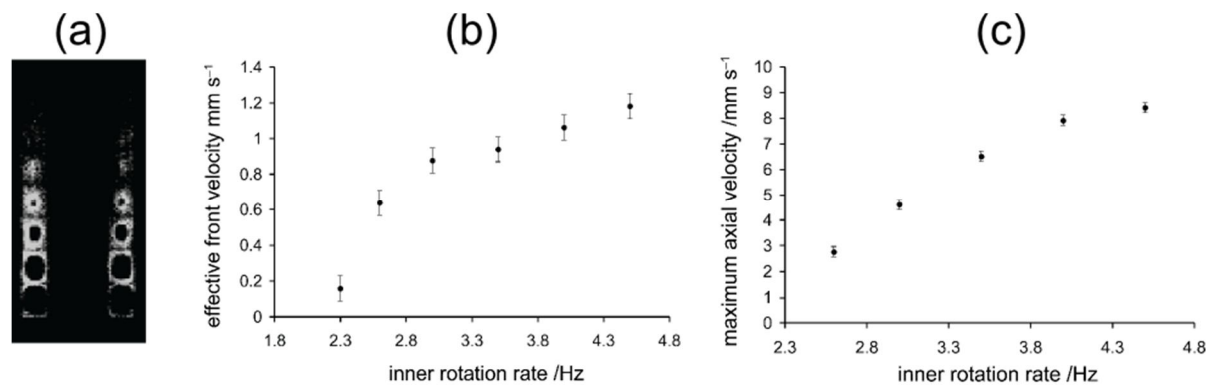 (a)
(b)
(c)
effective front velocity mm s⁻¹
1.4
1.2
1
0.8
0.6
0.4
0.2
0
1.8 2.3 2.8 3.3 3.8 4.3 4.8
inner rotation rate /Hz
maximum axial velocity /mm s⁻¹
10
9
8
7
6
5
4
3
2
1
0
2.3 2.8 3.3 3.8 4.3 4.8
inner rotation rate /Hz